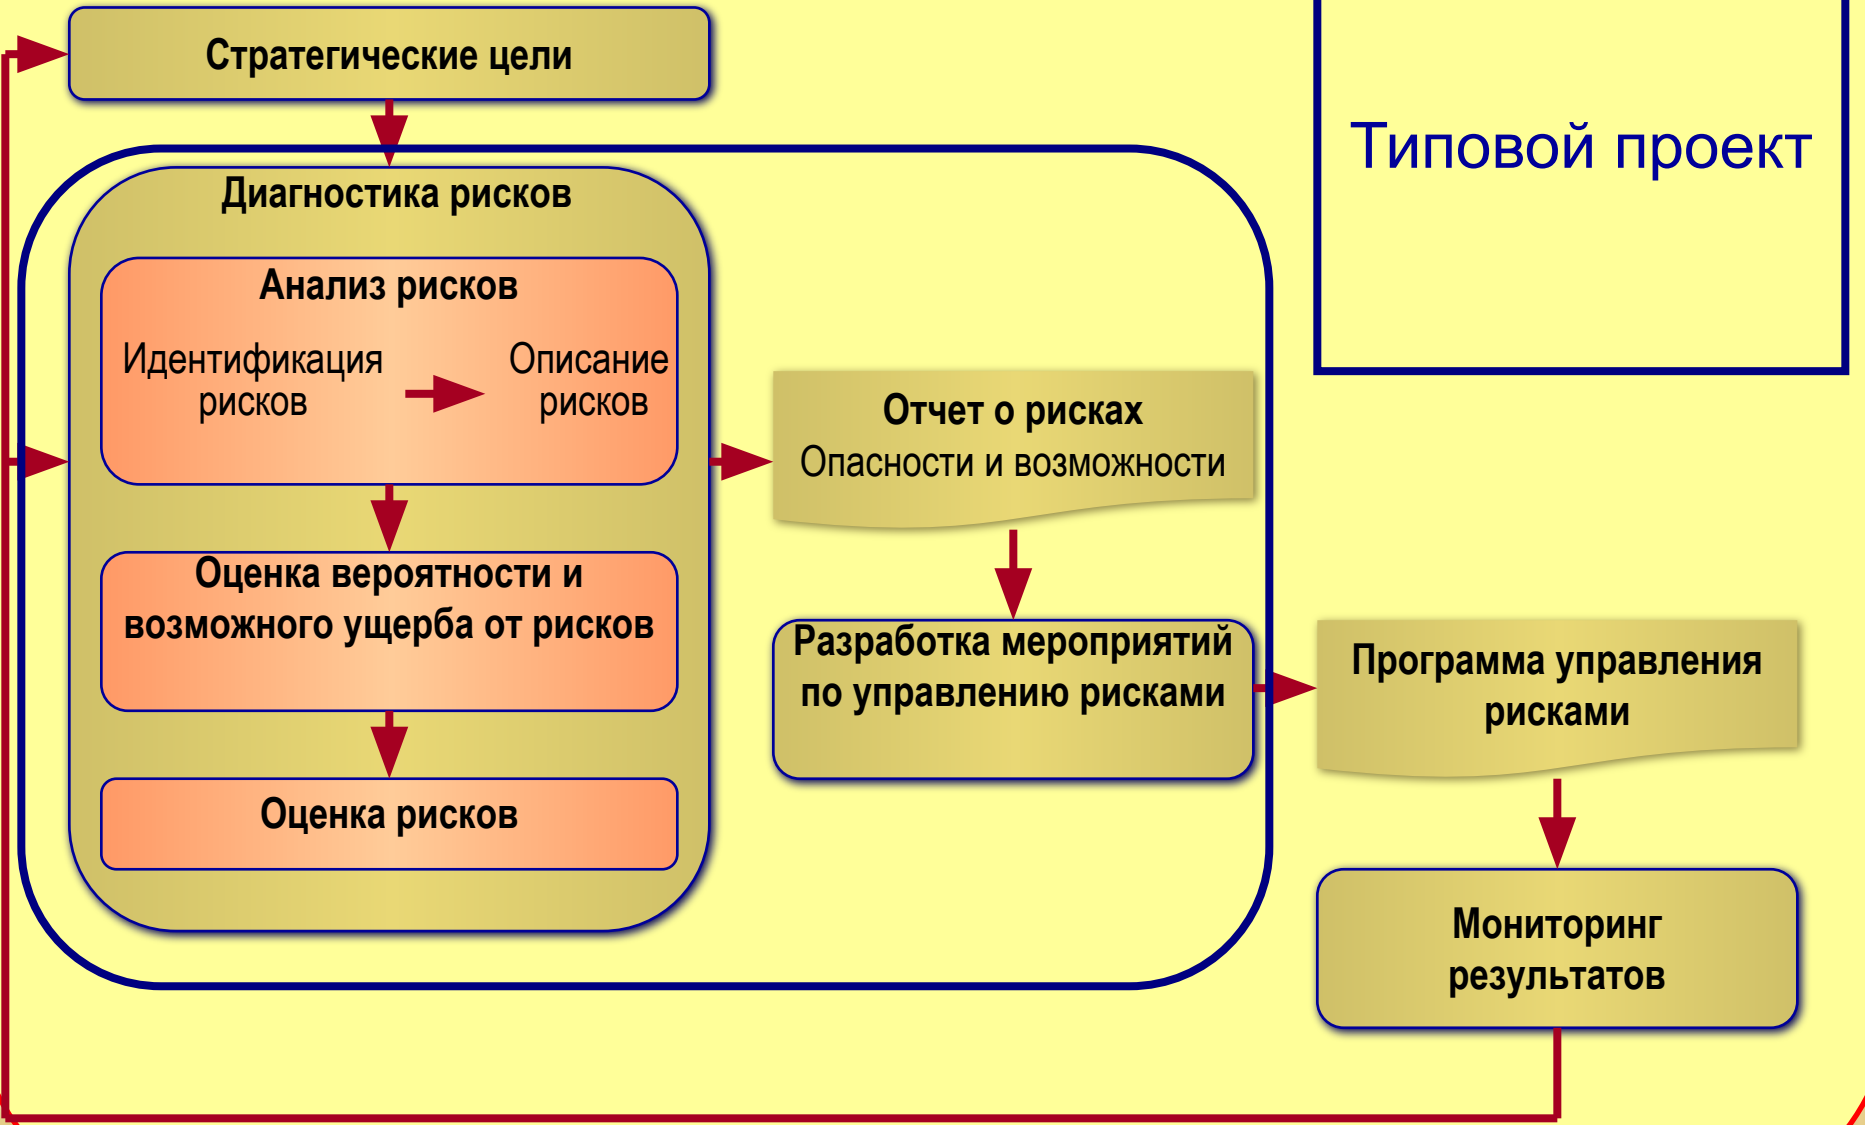 Стратегические цели
Типовой проект
Диагностика рисков
Анализ рисков
Идентификация
рисков
Описание
рисков
Оценка вероятности и
возможного ущерба от рисков
Оценка рисков
Отчет о рисках
Опасности и возможности
Разработка мероприятий
по управлению рисками
Программа управления
рисками
Мониторинг
результатов